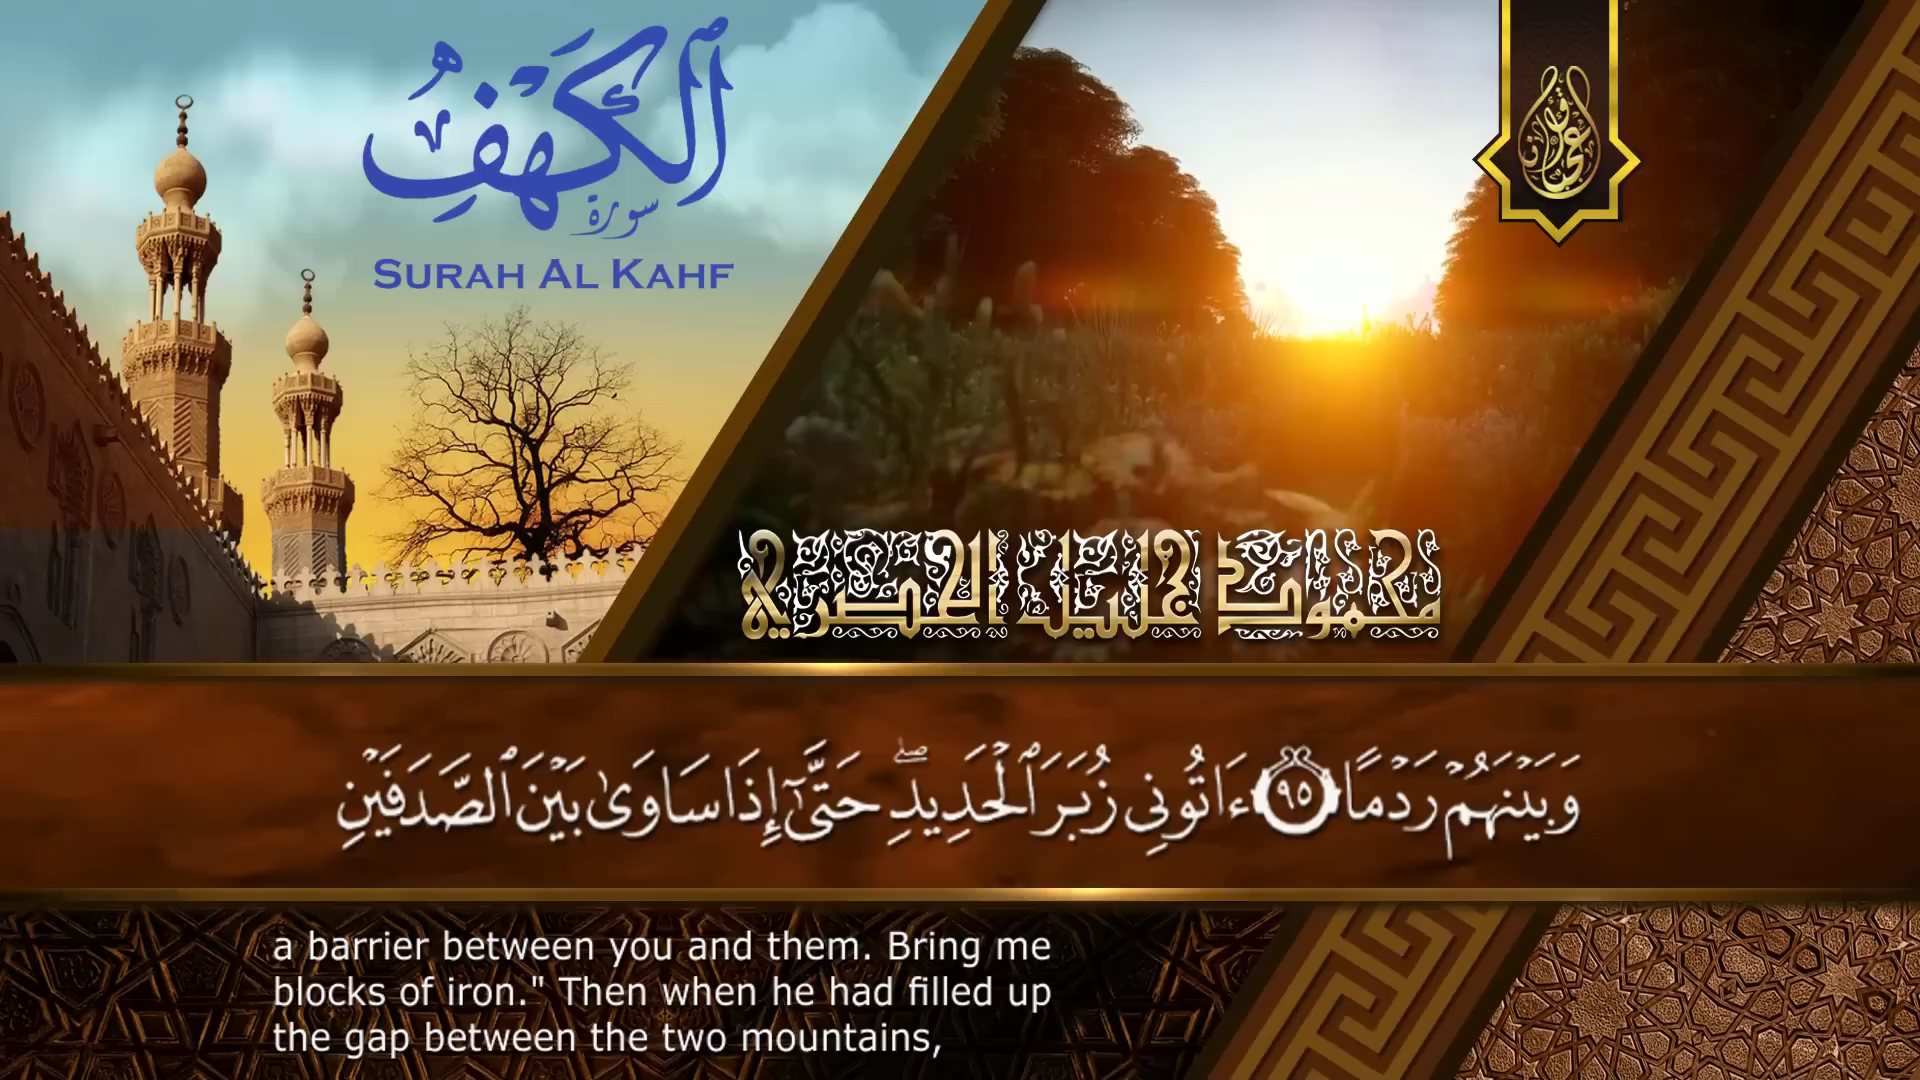 ٱلْكَهْفِ
سورة
SURAH AL KAHF
محمود خليل الحصري
وَبَيْنَهُمْ رَدْمًا ٩٥ ءَاتُونِى زُبَرَ ٱلْحَدِيدِ ۖ حَتَّىٰٓ إِذَا سَاوَىٰ بَيْنَ ٱلصَّدَفَيْنِ
a barrier between you and them. Bring me
blocks of iron." Then when he had filled up
the gap between the two mountains,